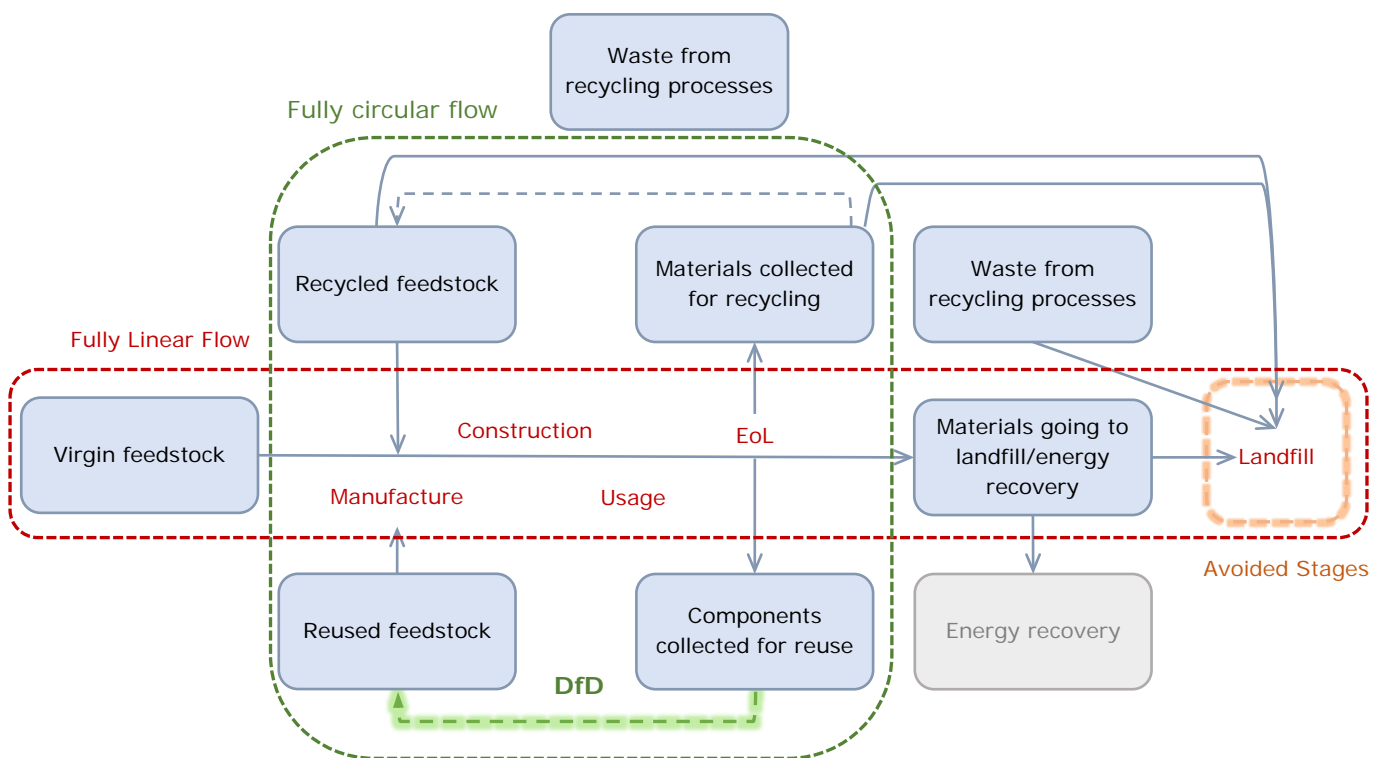 Waste from
recycling processes
Fully circular flow
Recycled feedstock
Materials collected
for recycling
Waste from
recycling processes
Fully Linear Flow
Virgin feedstock
Construction
EoL
Manufacture
Usage
Materials going to
landfill/energy
recovery
Landfill
Avoided Stages
Reused feedstock
Components
collected for reuse
Energy recovery
DfD